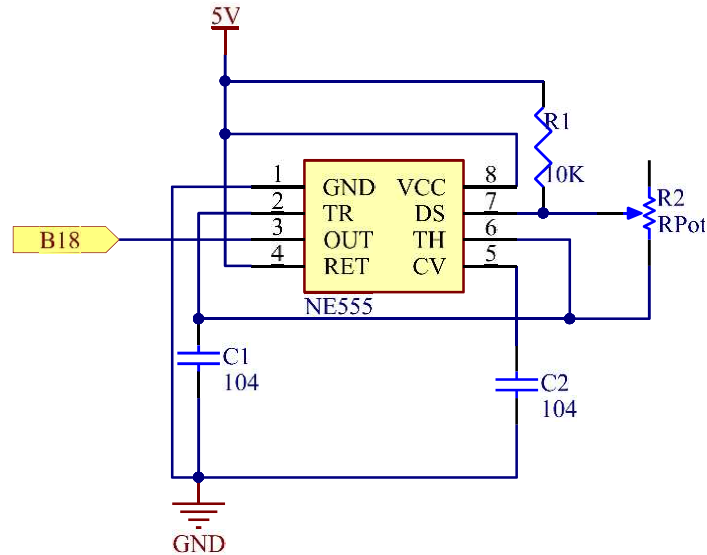 5V
R1
10K
1 GND VCC 8
2 TR DS 7
3 OUT TH 6
4 RET CV 5
B18
R2
RPot
NE555
C1
104
C2
104
GND